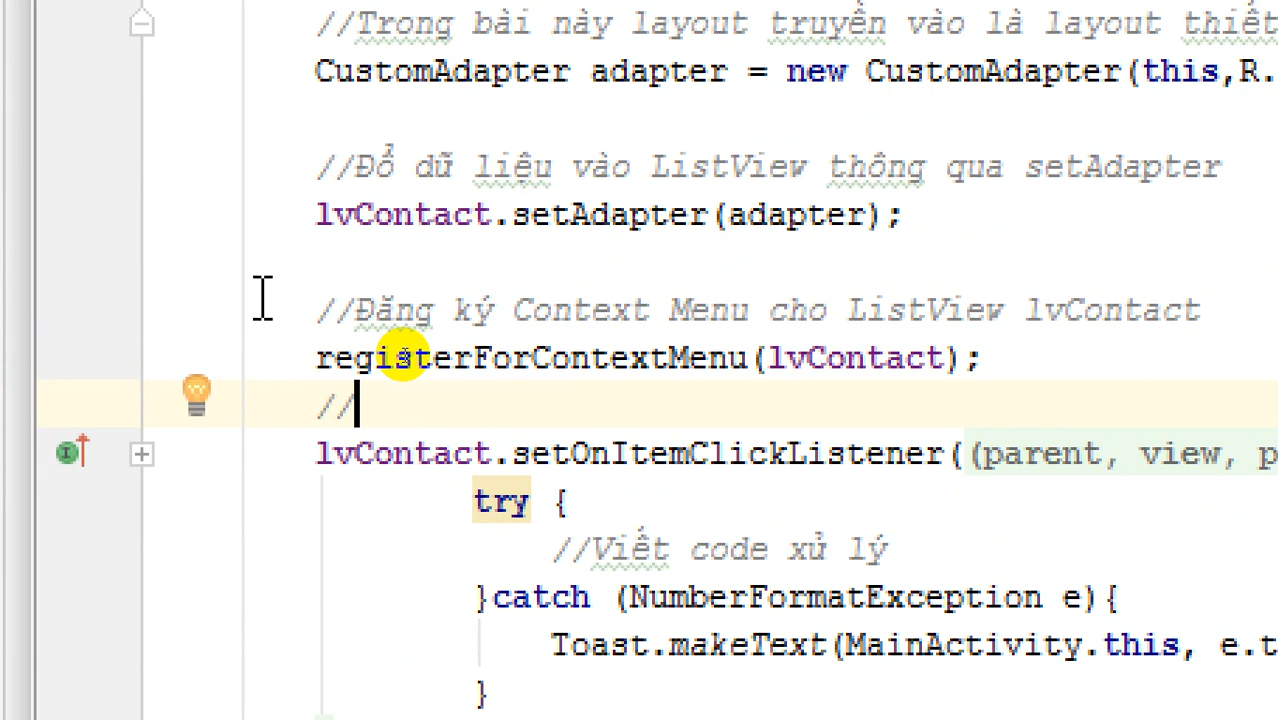 //Trong bài này layout truyền vào là layout thiết
CustomAdapter adapter = new CustomAdapter(this,R.
//Đổ dữ liệu vào ListView thông qua setAdapter
lvContact.setAdapter(adapter);
//Đăng ký Context Menu cho ListView lvContact
registerForContextMenu(lvContact);
//
lvContact.setOnItemClickListener((parent, view, p
try {
//Viết code xử lý
}catch (NumberFormatException e){
Toast.makeText(MainActivity.this, e.t
}